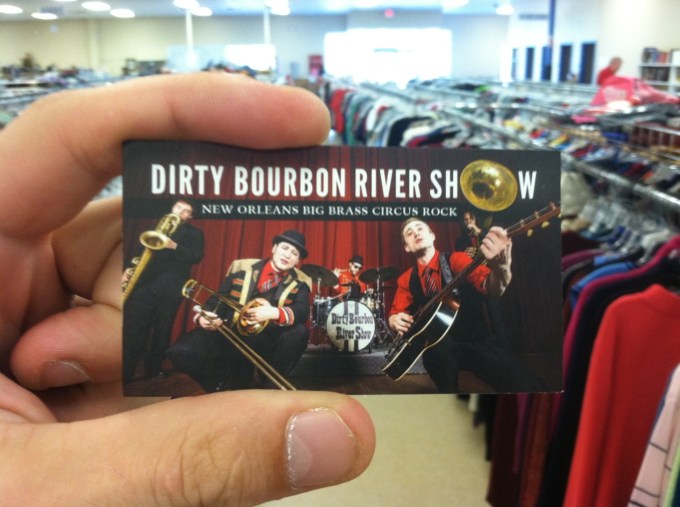 DIRTY BOURBON RIVER SHOW
NEW ORLEANS BIG BRASS CIRCUS ROCK
Dirty Bourbon
River Show